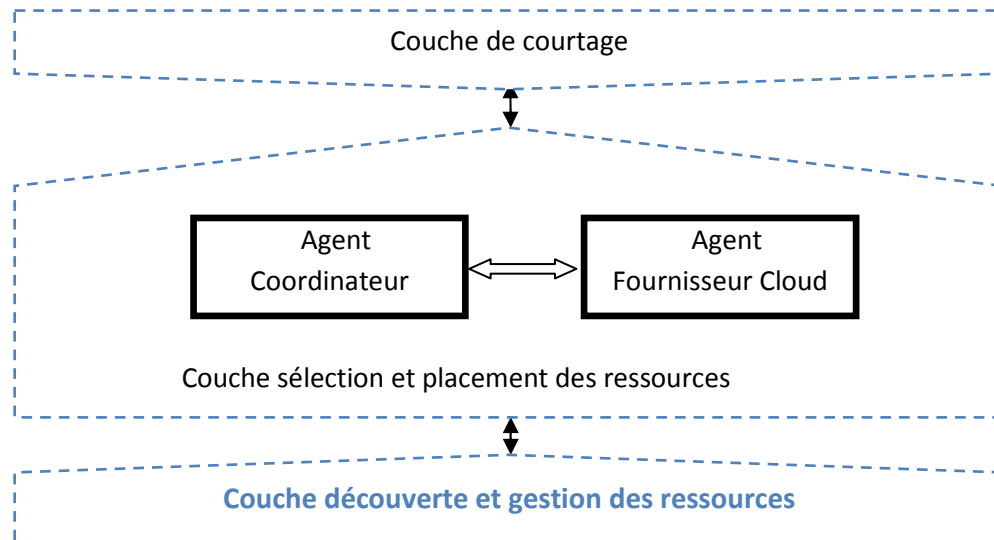 Couche de courtage
Agent
Coordinateur
Agent
Fournisseur Cloud
Couche sélection et placement des ressources
Couche découverte et gestion des ressources